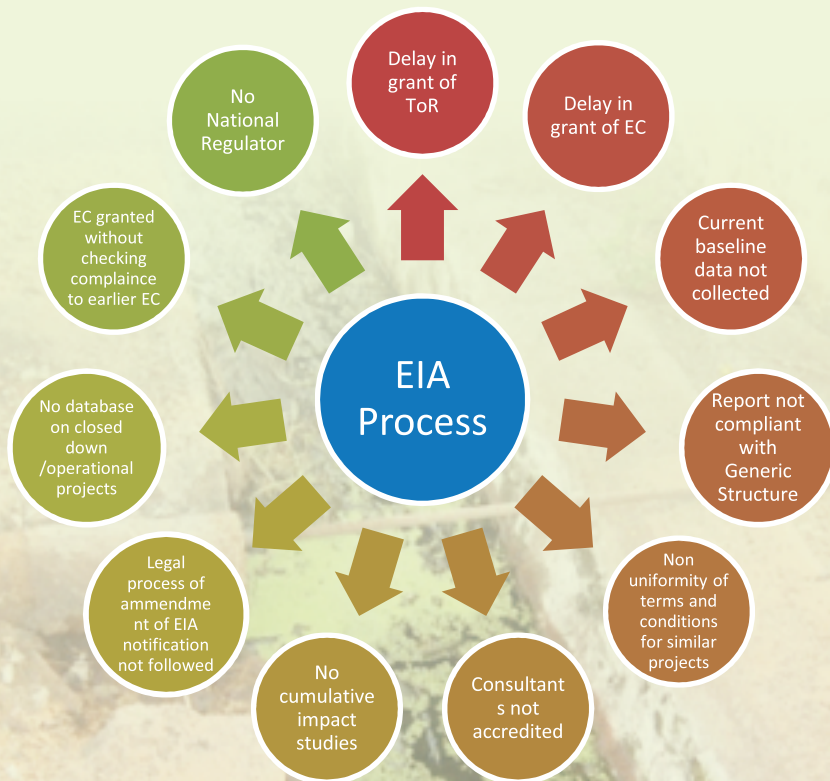 EIA
Process
Delay in
grant of
ToR
Delay in
grant of EC
Current
baseline
data not
collected
Report not
compliant
with
Generic
Structure
Non
uniformity of
terms and
conditions
for similar
projects
Consultant
s not
accredited
No
cumulative
impact
studies
Legal
process of
ammendme
nt of EIA
notification
not followed
No database
on closed
down
/operational
projects
EC granted
without
checking
complaince
to earlier EC
No
National
Regulator